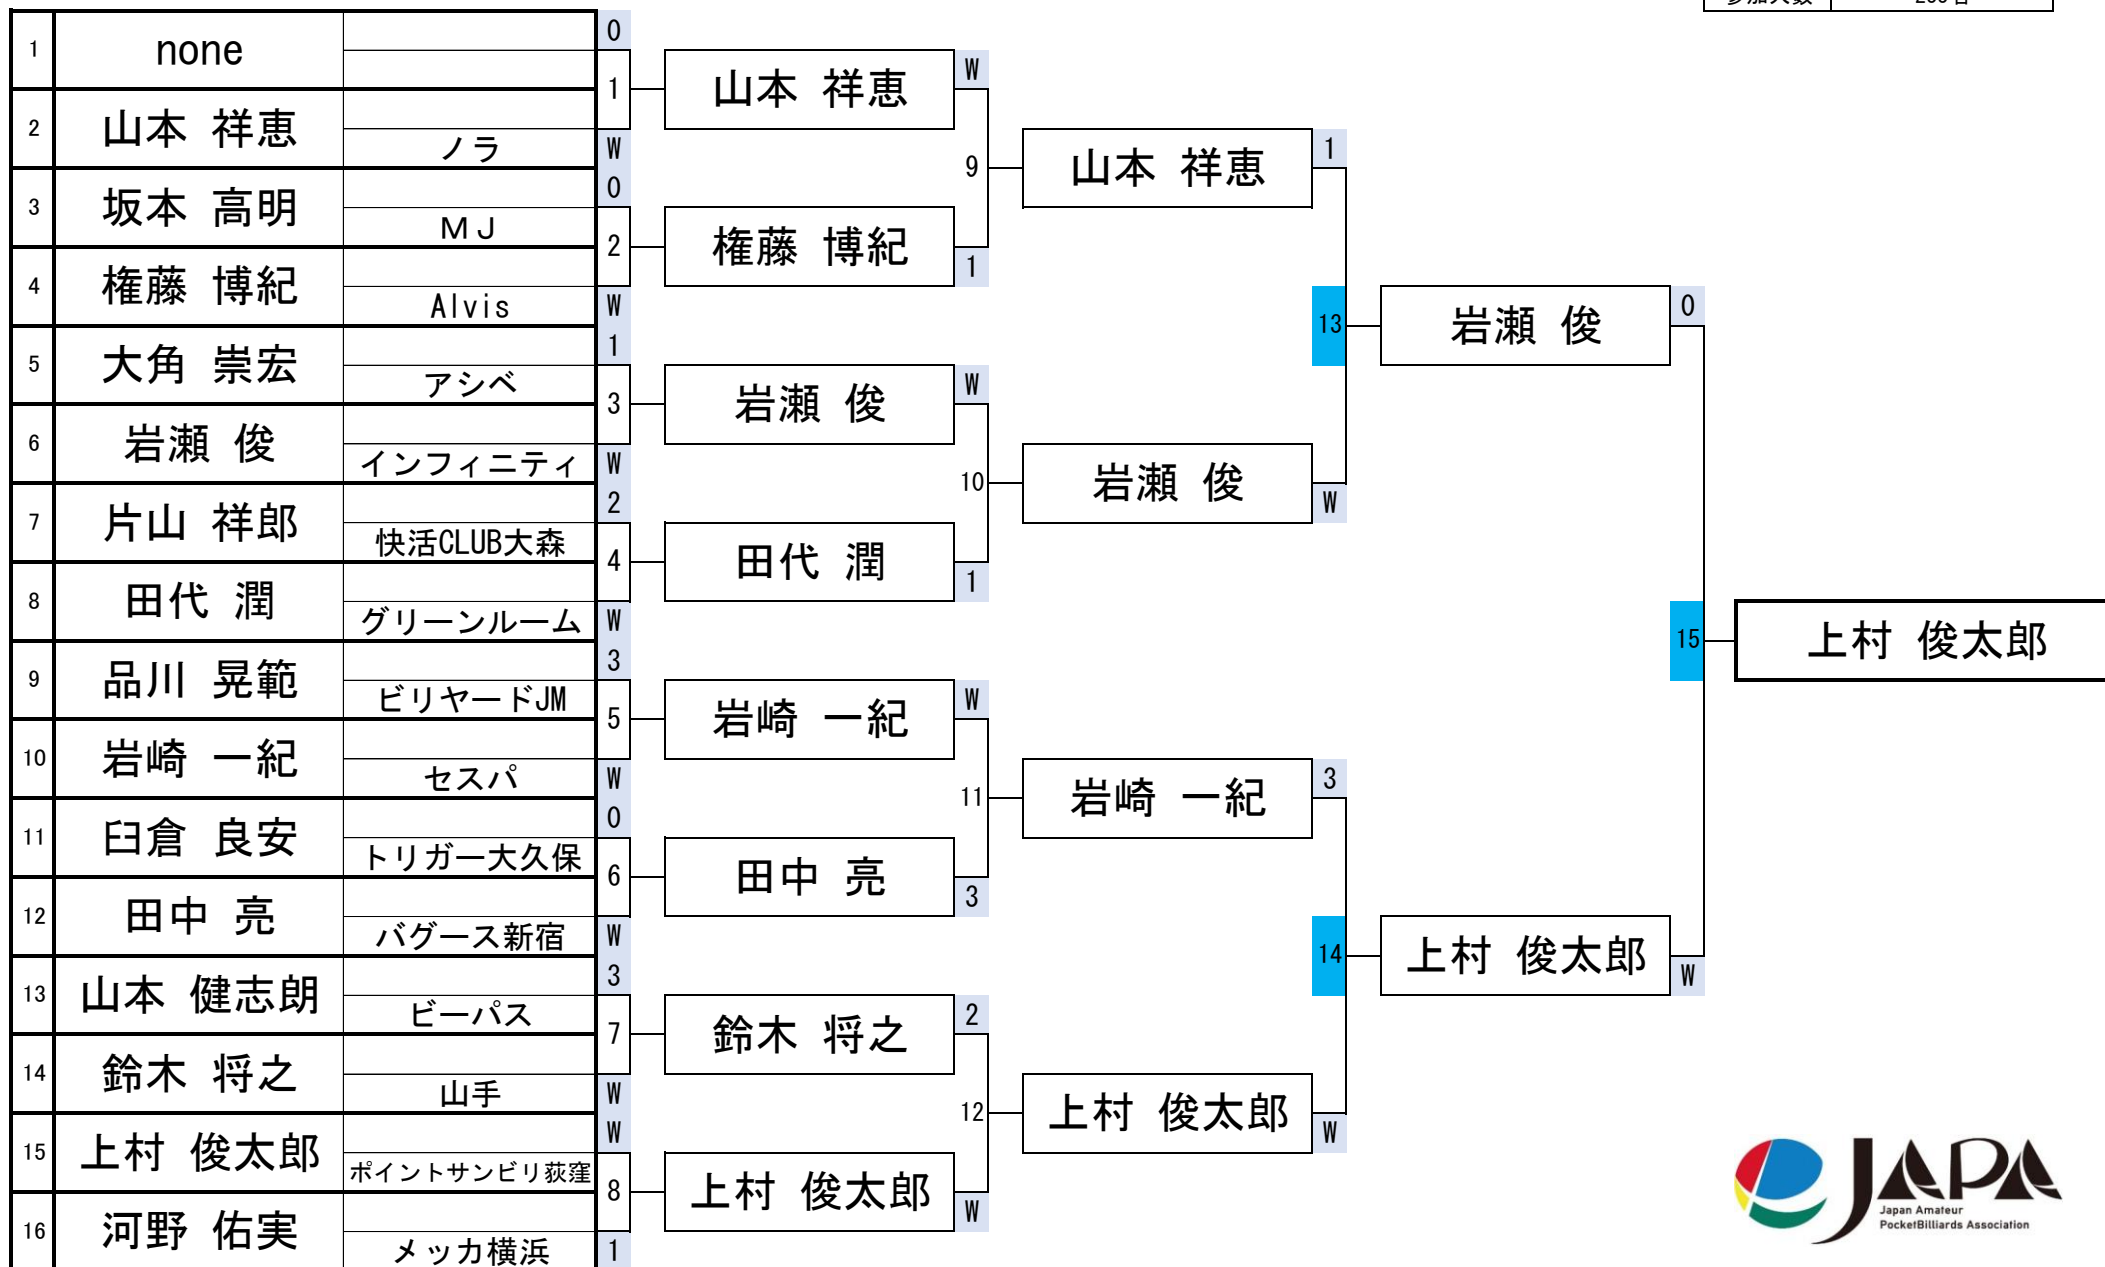 1 none 0
1
2 山本 祥恵 ノラ W
3 坂本 高明 MJ 0
2
4 権藤 博紀 Alvis W
5 大角 崇宏 アシベ 1
3
6 岩瀬 俊 インフィニティ W
7 片山 祥郎 快活CLUB大森 2
4
8 田代 潤 グリーンルーム W
9 品川 晃範 ビリヤードJM 3
5
10 岩崎 一紀 セスパ W
11 臼倉 良安 トリガー大久保 0
6
12 田中 亮 バグース新宿 W
13 山本 健志朗 ビーパス 3
7
14 鈴木 将之 山手 W
15 上村 俊太郎 ポイントサンビリ荻窪 W
8
16 河野 佑実 メッカ横浜 1
山本 祥恵 W
9
権藤 博紀 1
岩瀬 俊 W
10
田代 潤 1
岩崎 一紀 W
11
田中 亮 3
鈴木 将之 2
12
上村 俊太郎 W
山本 祥恵 1
13
岩瀬 俊 W
岩崎 一紀 3
14
上村 俊太郎 W
岩瀬 俊 0
15
上村 俊太郎 W
上村 俊太郎
JAPA
Japan Amateur
PocketBilliards Association